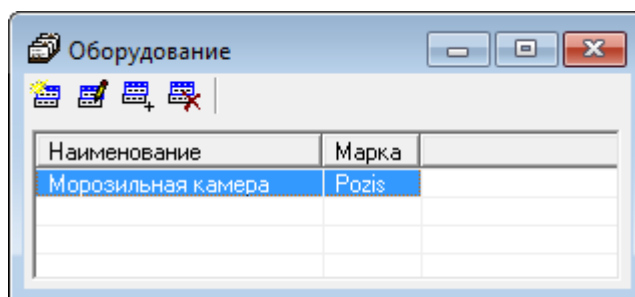 Оборудование
Наименование Марка
Морозильная камера Pozis